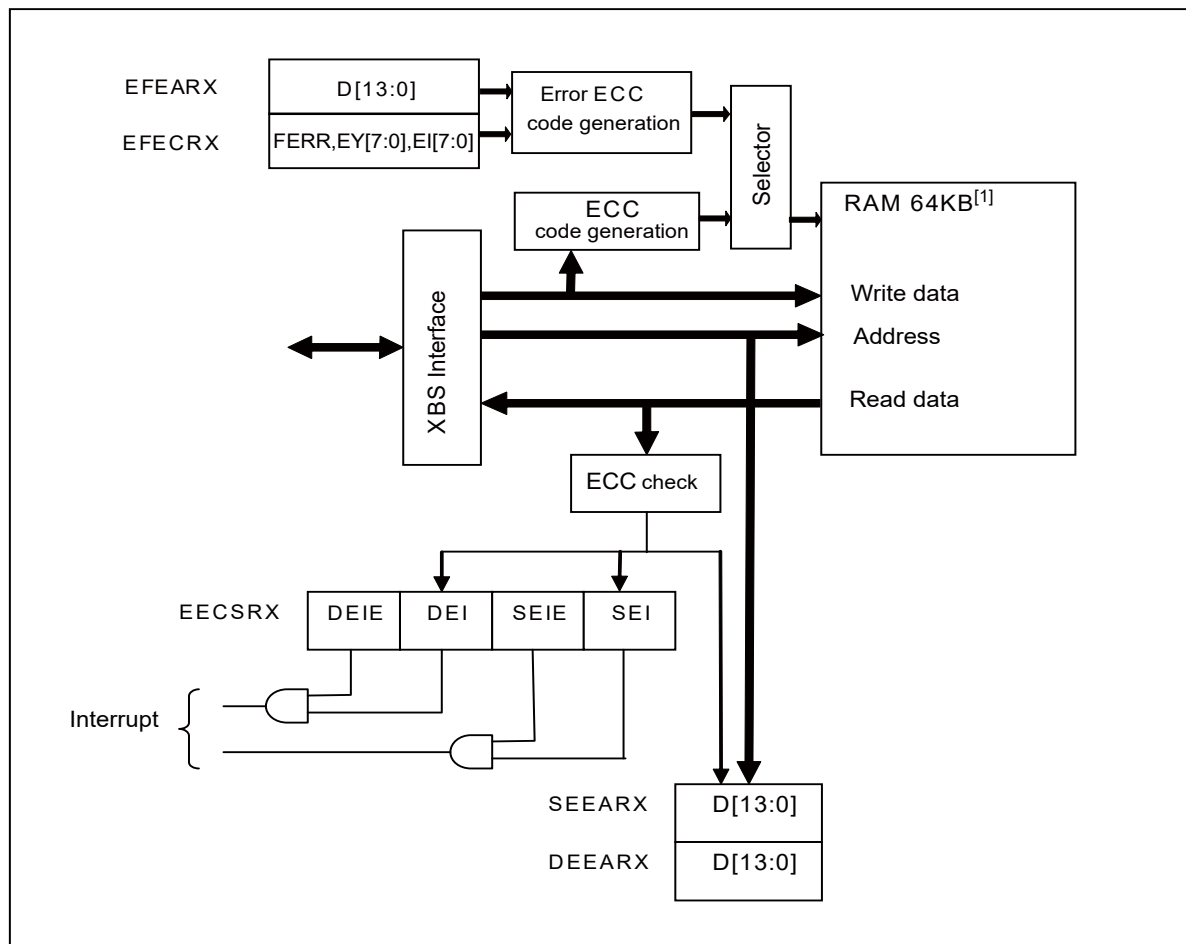 EFEARX
D[13:0]
EFECRX
FERR,EY[7:0],EI[7:0]
Error ECC
code generation
Selector
ECC
code generation
RAM 64KB[1]
Write data
Address
Read data
XBS Interface
ECC check
EECSRX
DEIE
DEI
SEIE
SEI
Interrupt
SEEARX
D[13:0]
DEEARX
D[13:0]